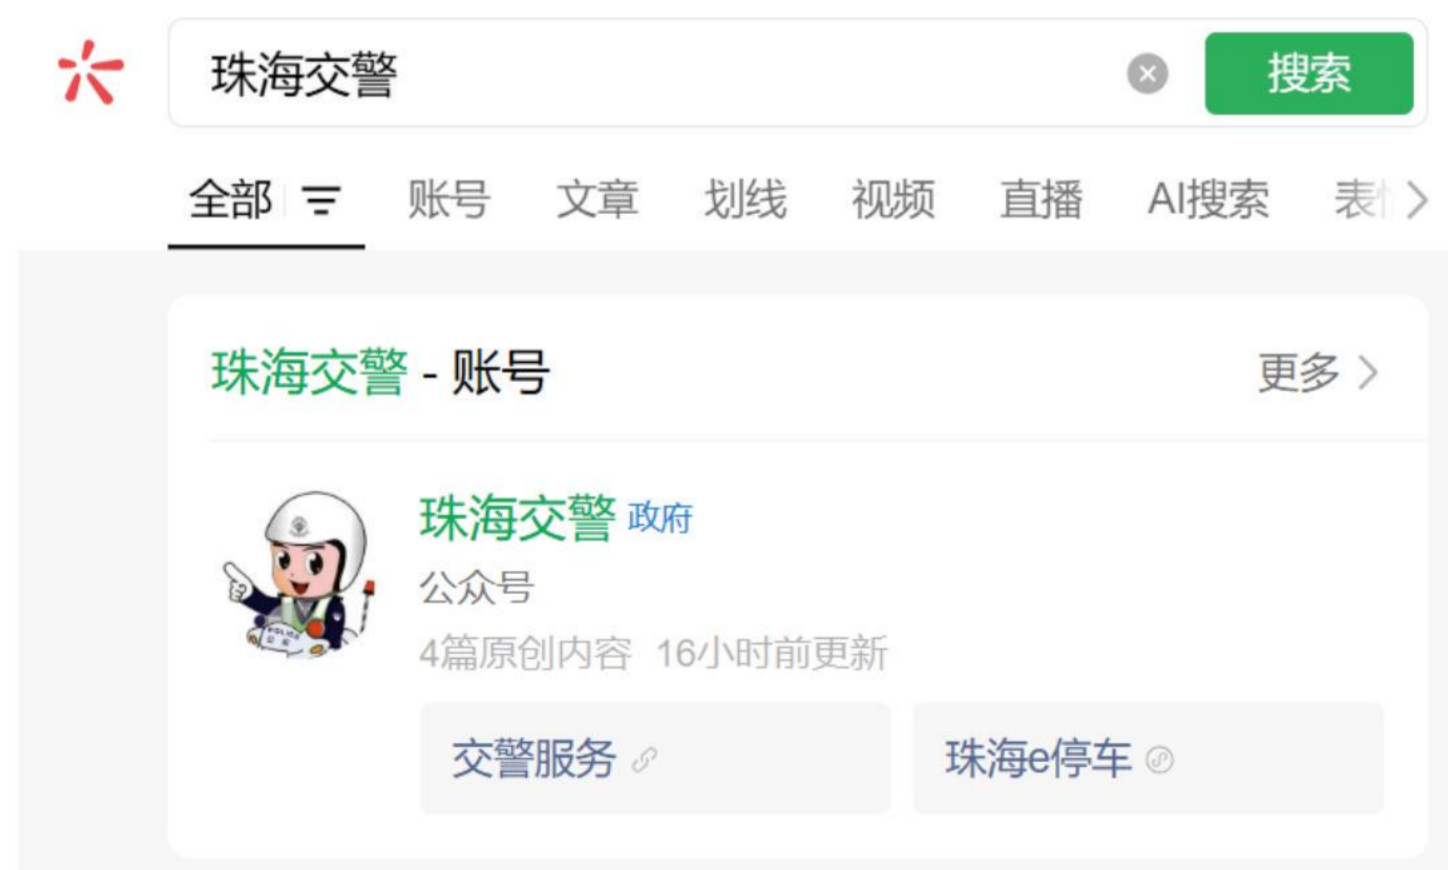 珠海交警 搜索
全部 账号 文章 划线 视频 直播 AI搜索 表
珠海交警 - 账号 更多
珠海交警 政府
公众号
4篇原创内容 16小时前更新
交警服务 珠海e停车